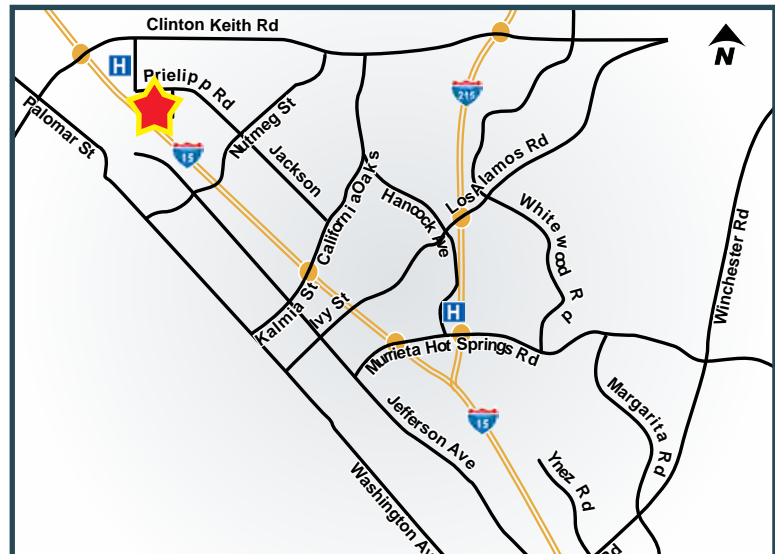 Clinton Keith Rd
N
H
Prielipp Rd
215
Palomar St
Nutmeg St
15
Jackson
Los Alamos Rd
California Oaks
Hancock Ave
Whitewood Rd
Winchester Rd
H
Kalmia St
Ivy St
Murrieta Hot Springs Rd
Margarita Rd
Jefferson Ave
15
Ynez Rd
Washington Av
rd